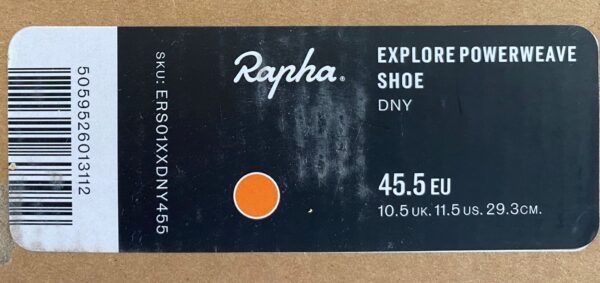 5059526013112
SKU: ERS01XXDNY455
Rapha.
EXPLORE POWERWEAVE
SHOE
DNY
45.5 EU
10.5 UK. 11.5 US. 29.3CM.